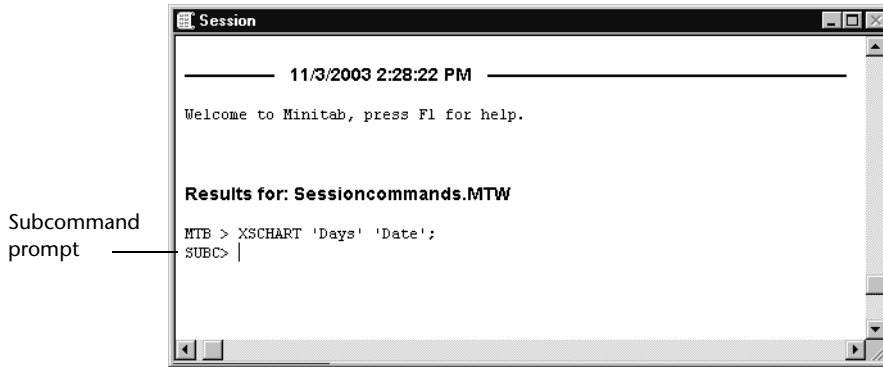 Session
11/3/2003 2:28:22 PM
Welcome to Minitab, press F1 for help.
Results for: Sessioncommands.MTW
MTB > XSCHART 'Days' 'Date';
Subcommand
prompt
SUBC>